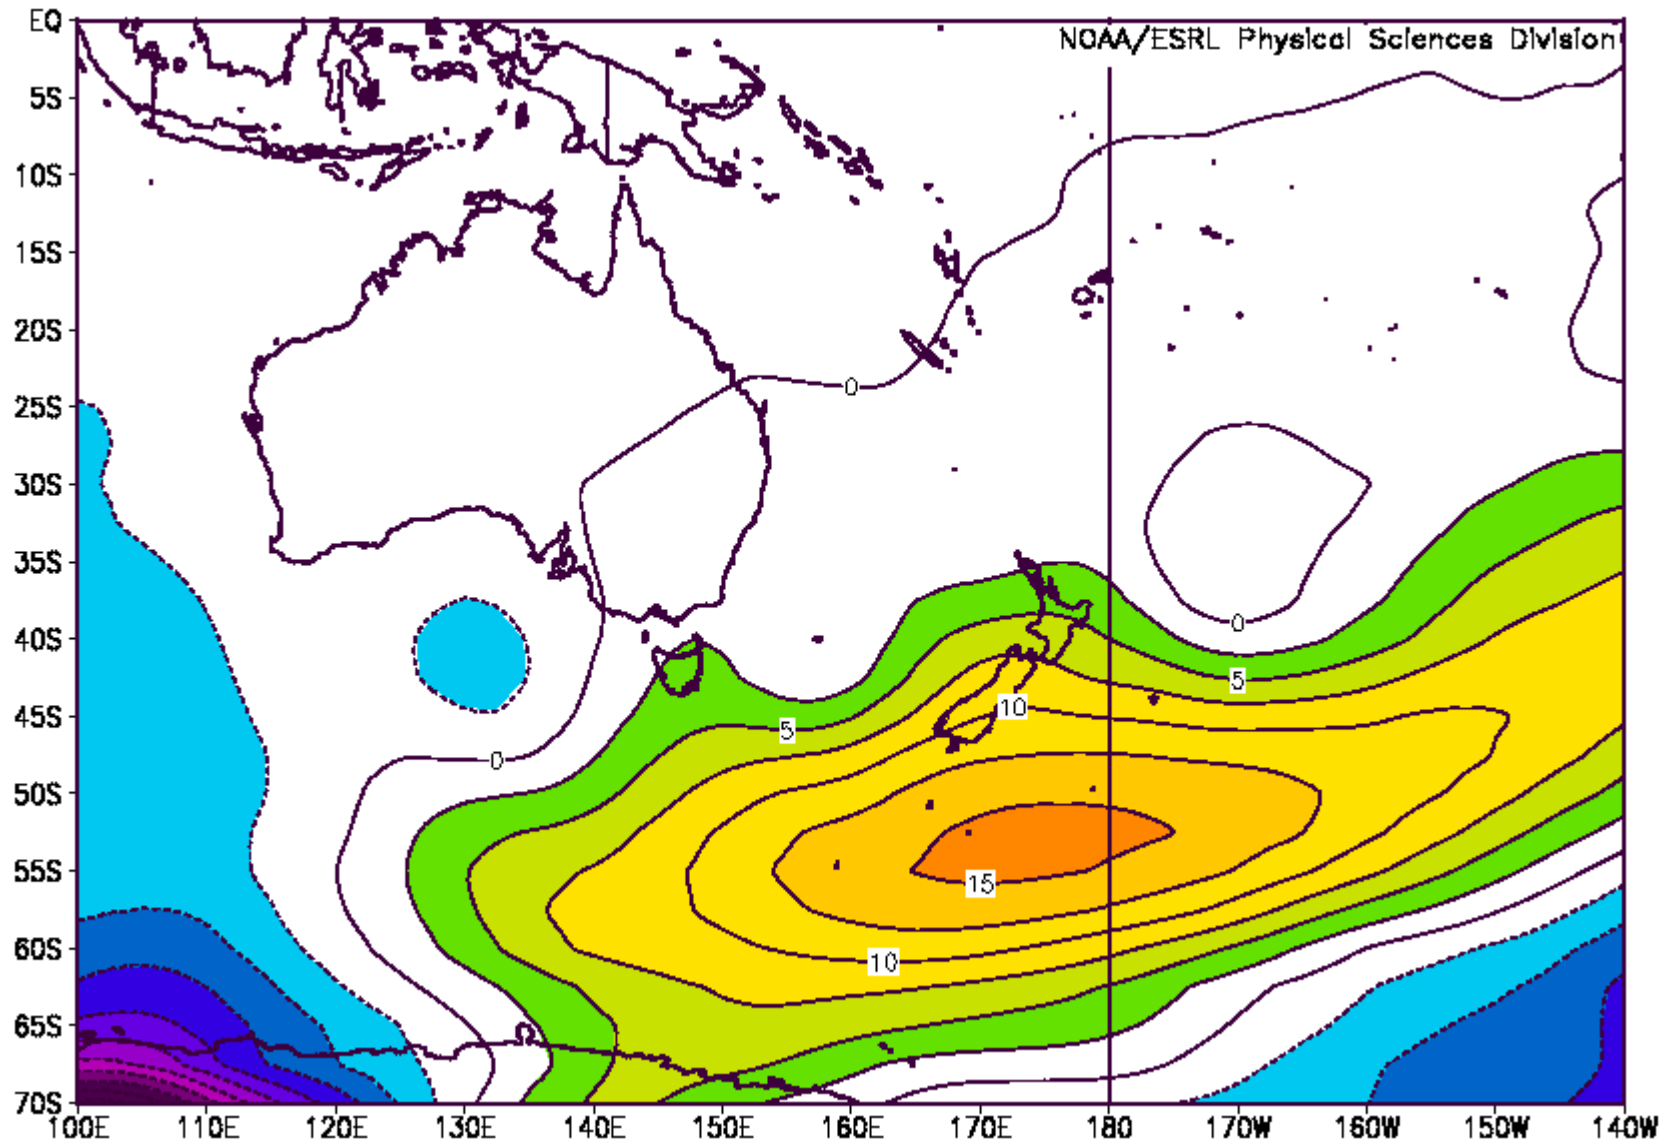 EQ
NOAA/ESRL Physical Sciences Division
5S
10S
15S
20S
0
25S
30S
35S
0
40S
5
45S
10
5
0
50S
55S
15
60S
10
65S
70S
100E 110E 120E 130E 140E 150E 160E 170E 180 170W 160W 150W 140W